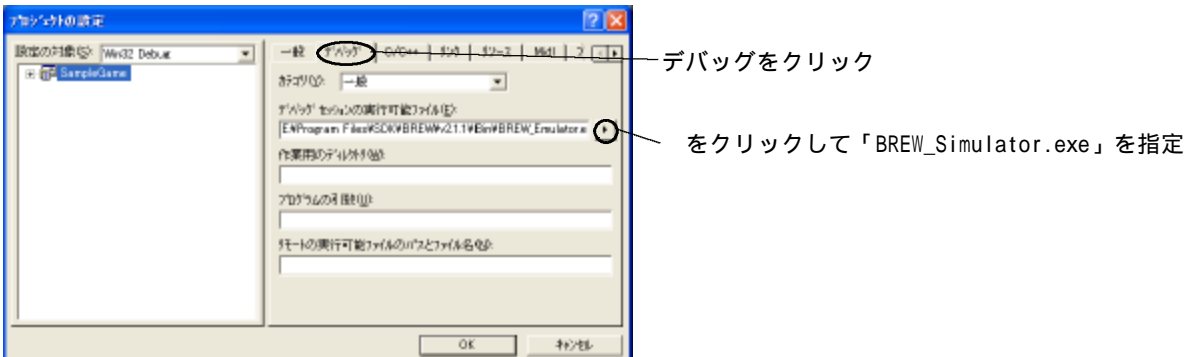 プロジェクトの設定
設定の対象(S): Win32 Debug
SampleGame
一般 デバッグ C/C++ リンク リソース Midl
カテゴリ(Y): 一般
デバッグ セッションの実行可能ファイル(E):
E:¥Program Files¥SDK¥BREW¥v2.1.1¥Bin¥BREW_Emulator.e
作業用のディレクトリ(W):
プログラムの引数(U):
リモートの実行可能ファイルのパスとファイル名(R):
OK キャンセル
デバッグをクリック
をクリックして「BREW_Simulator.exe」を指定